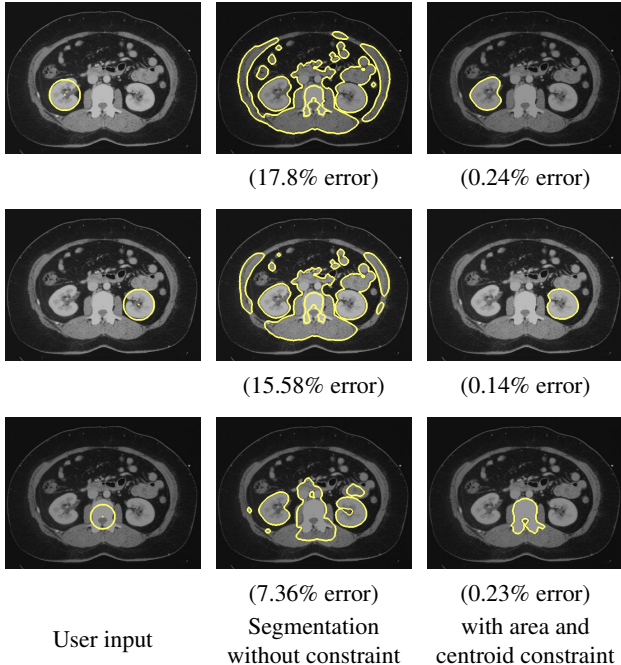 (17.8% error) (0.24% error)
(15.58% error) (0.14% error)
(7.36% error) (0.23% error)
User input
Segmentation
without constraint
with area and
centroid constraint